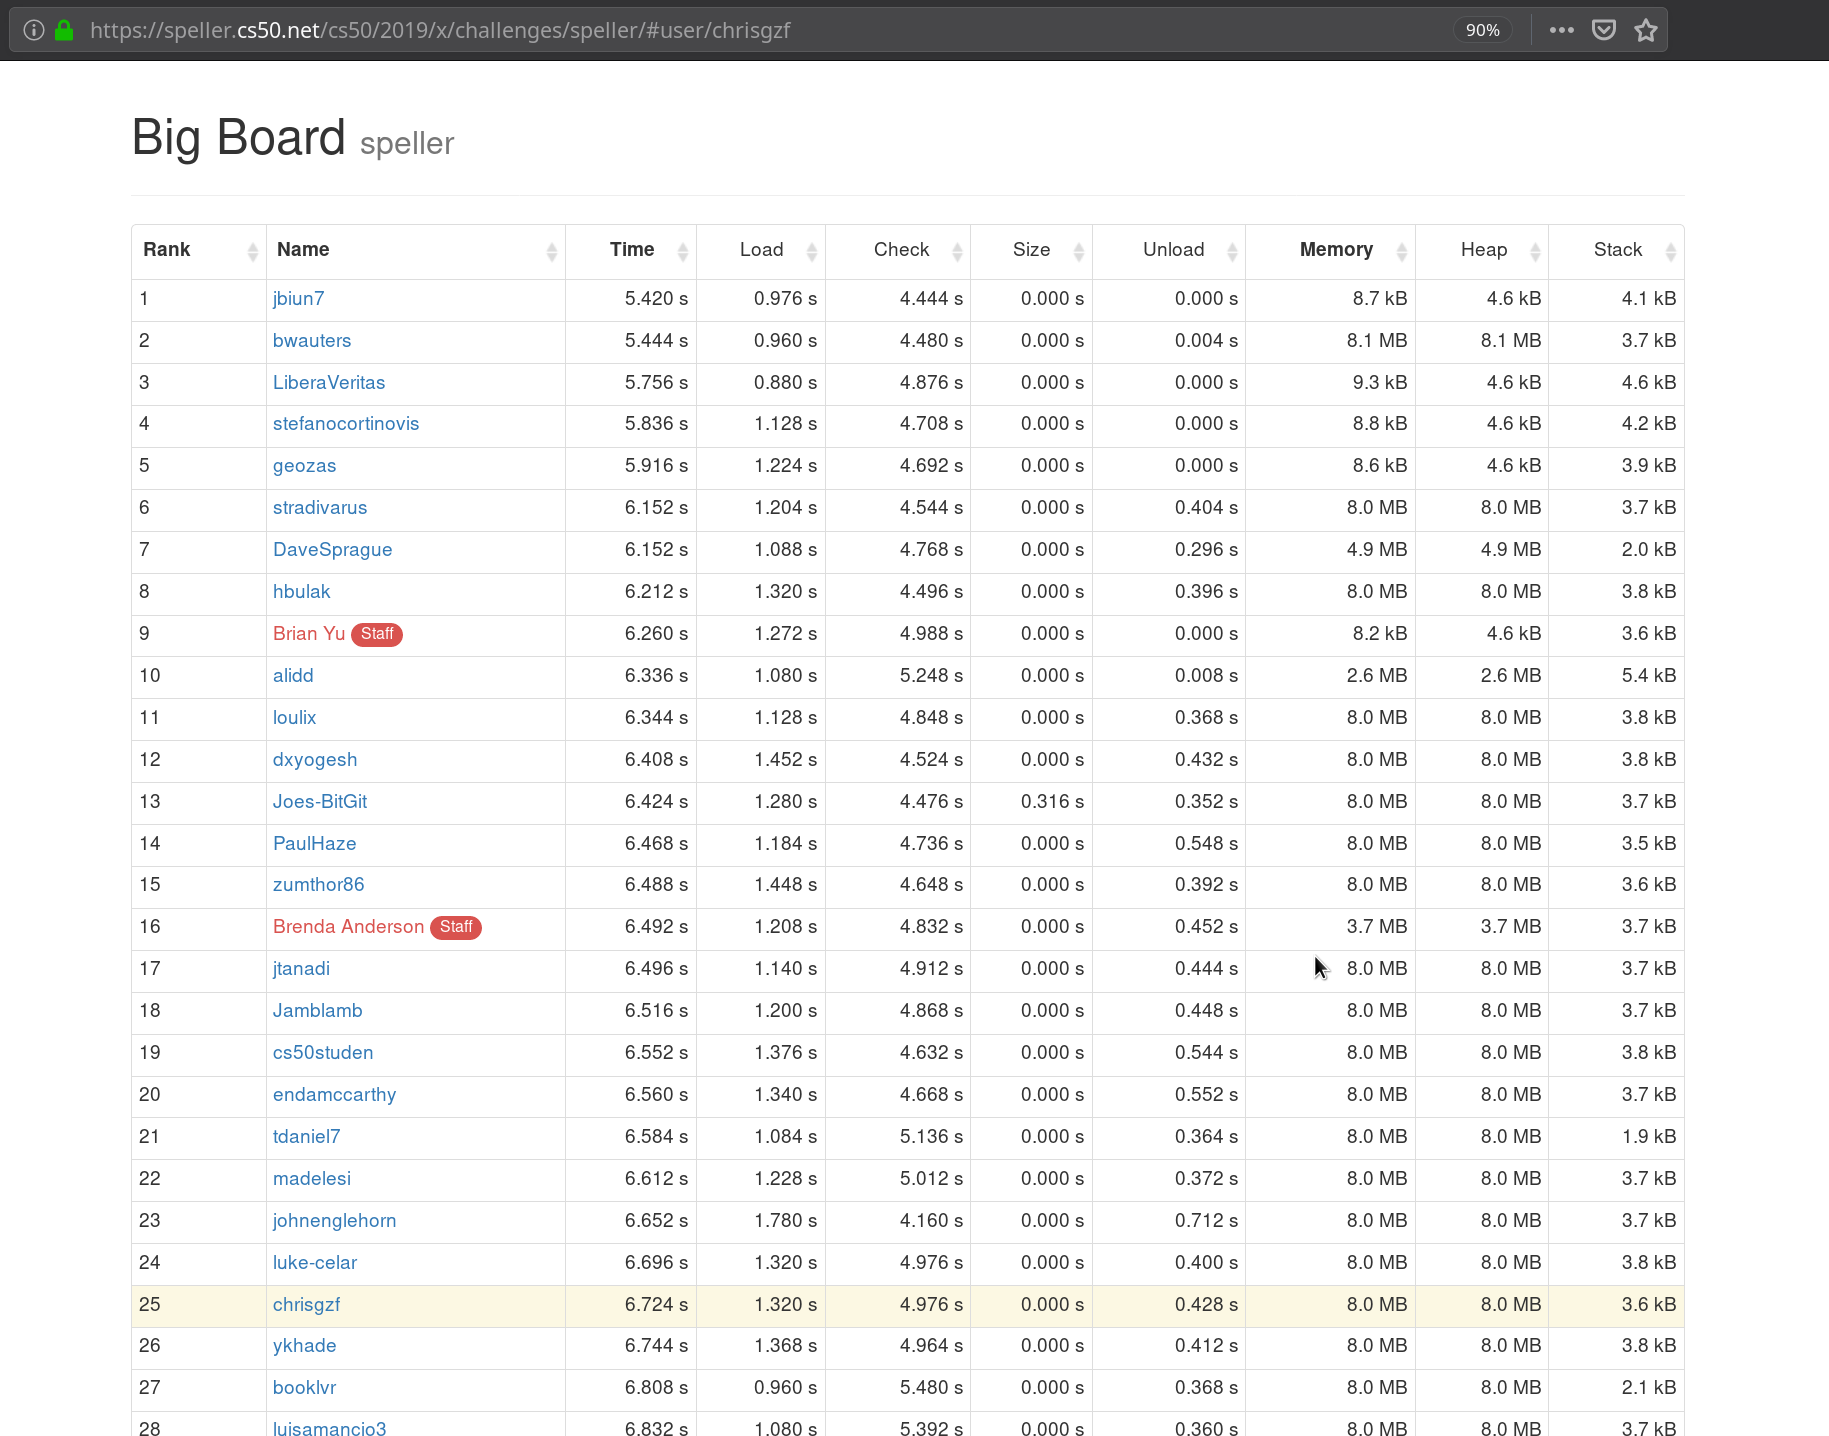 https://speller.cs50.net/cs50/2019/x/challenges/speller/#user/chrisgzf 90%
Big Board speller
Rank Name Time Load Check Size Unload Memory Heap Stack
1 jbiun7 5.420 s 0.976 s 4.444 s 0.000 s 0.000 s 8.7 kB 4.6 kB 4.1 kB
2 bwauters 5.444 s 0.960 s 4.480 s 0.000 s 0.004 s 8.1 MB 8.1 MB 3.7 kB
3 LiberaVeritas 5.756 s 0.880 s 4.876 s 0.000 s 0.000 s 9.3 kB 4.6 kB 4.6 kB
4 stefanocortinovis 5.836 s 1.128 s 4.708 s 0.000 s 0.000 s 8.8 kB 4.6 kB 4.2 kB
5 geozas 5.916 s 1.224 s 4.692 s 0.000 s 0.000 s 8.6 kB 4.6 kB 3.9 kB
6 stradivarus 6.152 s 1.204 s 4.544 s 0.000 s 0.404 s 8.0 MB 8.0 MB 3.7 kB
7 DaveSprague 6.152 s 1.088 s 4.768 s 0.000 s 0.296 s 4.9 MB 4.9 MB 2.0 kB
8 hbulak 6.212 s 1.320 s 4.496 s 0.000 s 0.396 s 8.0 MB 8.0 MB 3.8 kB
9 Brian Yu Staff 6.260 s 1.272 s 4.988 s 0.000 s 0.000 s 8.2 kB 4.6 kB 3.6 kB
10 alidd 6.336 s 1.080 s 5.248 s 0.000 s 0.008 s 2.6 MB 2.6 MB 5.4 kB
11 loulix 6.344 s 1.128 s 4.848 s 0.000 s 0.368 s 8.0 MB 8.0 MB 3.8 kB
12 dxyogesh 6.408 s 1.452 s 4.524 s 0.000 s 0.432 s 8.0 MB 8.0 MB 3.8 kB
13 Joes-BitGit 6.424 s 1.280 s 4.476 s 0.316 s 0.352 s 8.0 MB 8.0 MB 3.7 kB
14 PaulHaze 6.468 s 1.184 s 4.736 s 0.000 s 0.548 s 8.0 MB 8.0 MB 3.5 kB
15 zumthor86 6.488 s 1.448 s 4.648 s 0.000 s 0.392 s 8.0 MB 8.0 MB 3.6 kB
16 Brenda Anderson Staff 6.492 s 1.208 s 4.832 s 0.000 s 0.452 s 3.7 MB 3.7 MB 3.7 kB
17 jtanadi 6.496 s 1.140 s 4.912 s 0.000 s 0.444 s 8.0 MB 8.0 MB 3.7 kB
18 Jamblamb 6.516 s 1.200 s 4.868 s 0.000 s 0.448 s 8.0 MB 8.0 MB 3.7 kB
19 cs50studen 6.552 s 1.376 s 4.632 s 0.000 s 0.544 s 8.0 MB 8.0 MB 3.8 kB
20 endamccarthy 6.560 s 1.340 s 4.668 s 0.000 s 0.552 s 8.0 MB 8.0 MB 3.7 kB
21 tdaniel7 6.584 s 1.084 s 5.136 s 0.000 s 0.364 s 8.0 MB 8.0 MB 1.9 kB
22 madelesi 6.612 s 1.228 s 5.012 s 0.000 s 0.372 s 8.0 MB 8.0 MB 3.7 kB
23 johnenglehorn 6.652 s 1.780 s 4.160 s 0.000 s 0.712 s 8.0 MB 8.0 MB 3.7 kB
24 luke-celar 6.696 s 1.320 s 4.976 s 0.000 s 0.400 s 8.0 MB 8.0 MB 3.8 kB
25 chrisgzf 6.724 s 1.320 s 4.976 s 0.000 s 0.428 s 8.0 MB 8.0 MB 3.6 kB
26 ykhade 6.744 s 1.368 s 4.964 s 0.000 s 0.412 s 8.0 MB 8.0 MB 3.8 kB
27 booklvr 6.808 s 0.960 s 5.480 s 0.000 s 0.368 s 8.0 MB 8.0 MB 2.1 kB
28 luisamancio3 6.832 s 1.080 s 5.392 s 0.000 s 0.360 s 8.0 MB 8.0 MB 3.7 kB